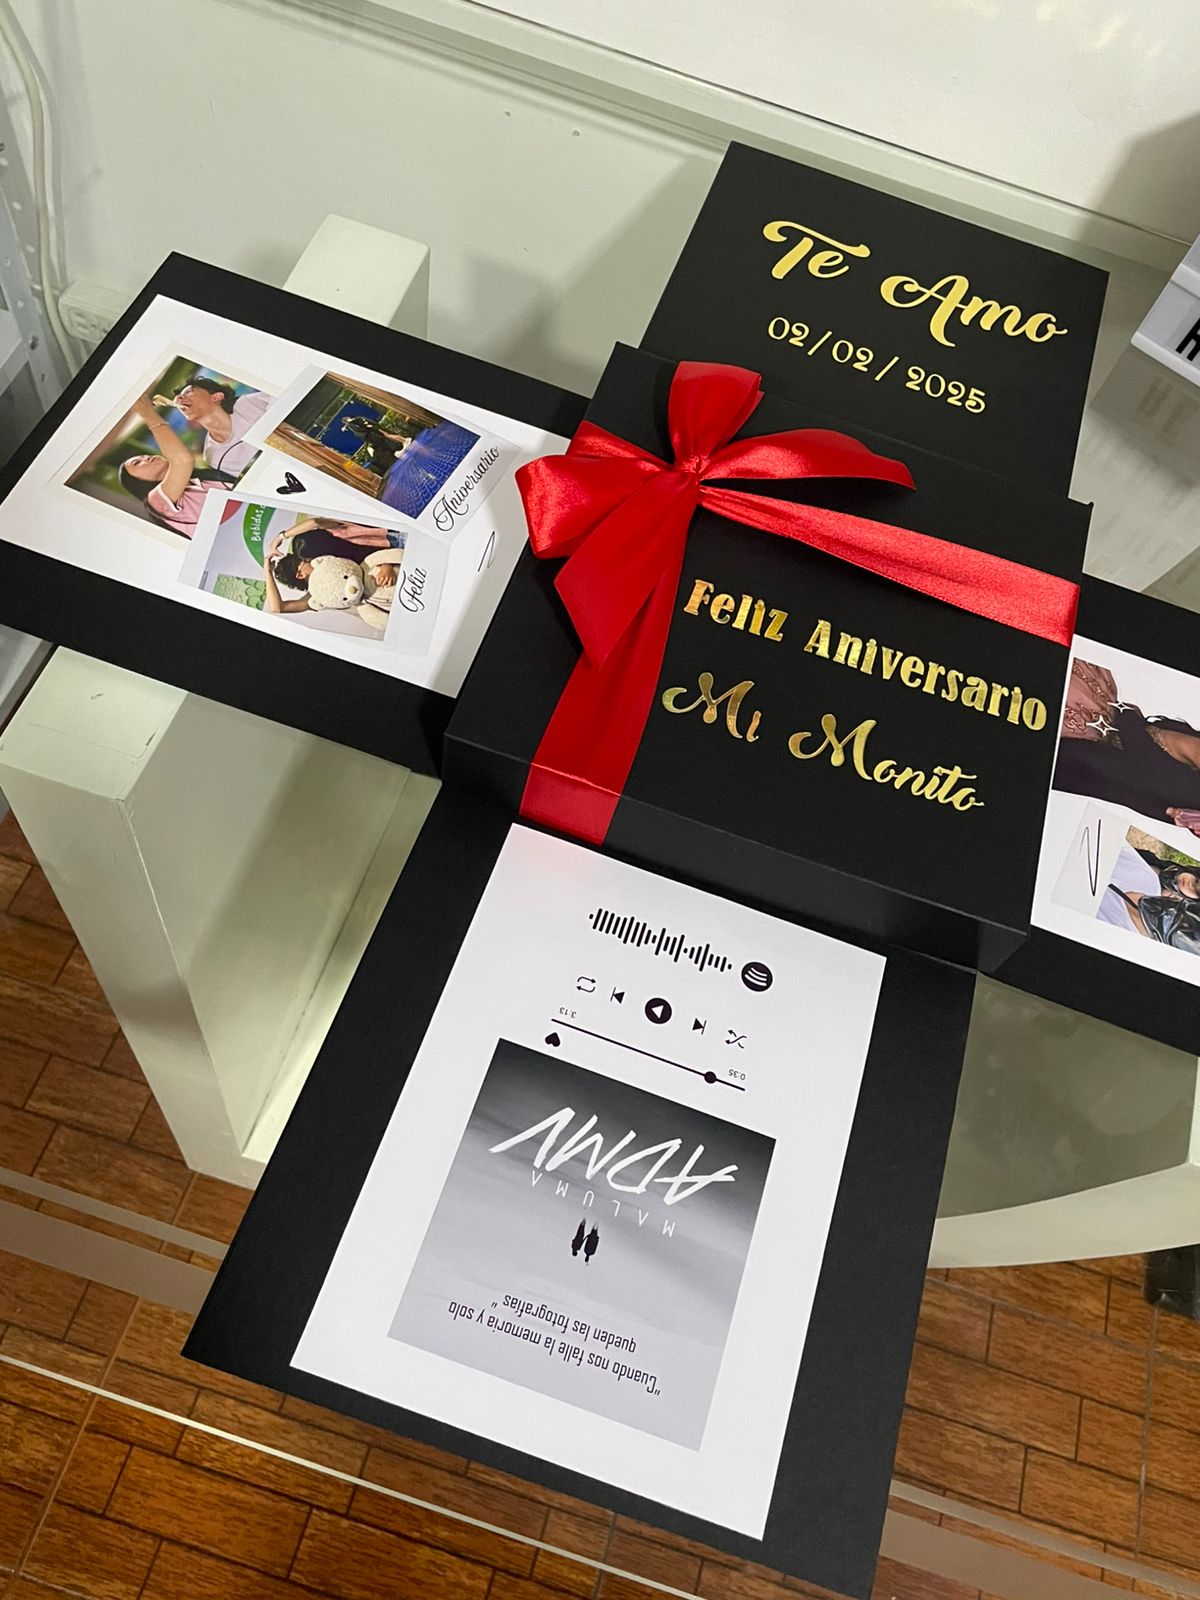 Te Amo
02/02/2025
Feliz Aniversario
Mi Monito
Aniversario
Feliz
Bebidas
3:13
0:35
ADMV
MALUMA
"Cuando nos falle la memoria y solo
queden las fotografías"